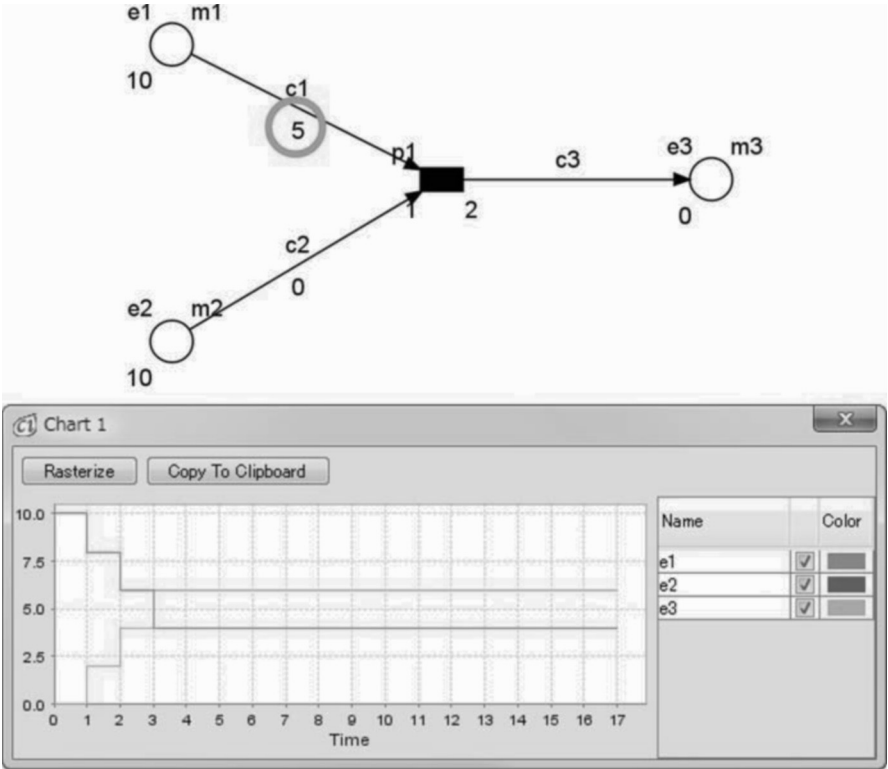 e1 m1
10
c1
5
p1
c3
e3 m3
1 2
0
c2
0
e2 m2
10
C1 Chart 1
x
Rasterize Copy To Clipboard
Name Color
e1
e2
e3
10.0
7.5
5.0
2.5
0.0
0 1 2 3 4 5 6 7 8 9 10 11 12 13 14 15 16 17
Time